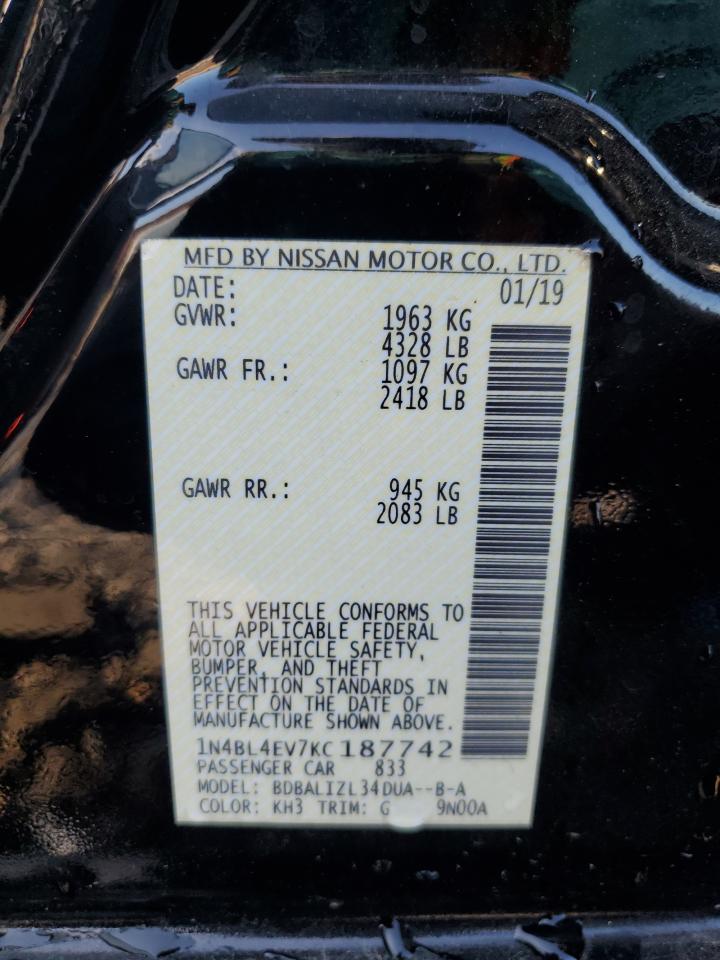 MFD BY NISSAN MOTOR CO., LTD.
DATE: 01/19
GVWR: 1963 KG
4328 LB
GAWR FR.: 1097 KG
2418 LB
GAWR RR.: 945 KG
2083 LB
THIS VEHICLE CONFORMS TO
ALL APPLICABLE FEDERAL
MOTOR VEHICLE SAFETY,
BUMPER, AND THEFT
PREVENTION STANDARDS IN
EFFECT ON THE DATE OF
MANUFACTURE SHOWN ABOVE.
1N4BL4EV7KC187742
PASSENGER CAR 833
MODEL: BDBALIZL34DUA--B-A
COLOR: KH3 TRIM: G 9N00A